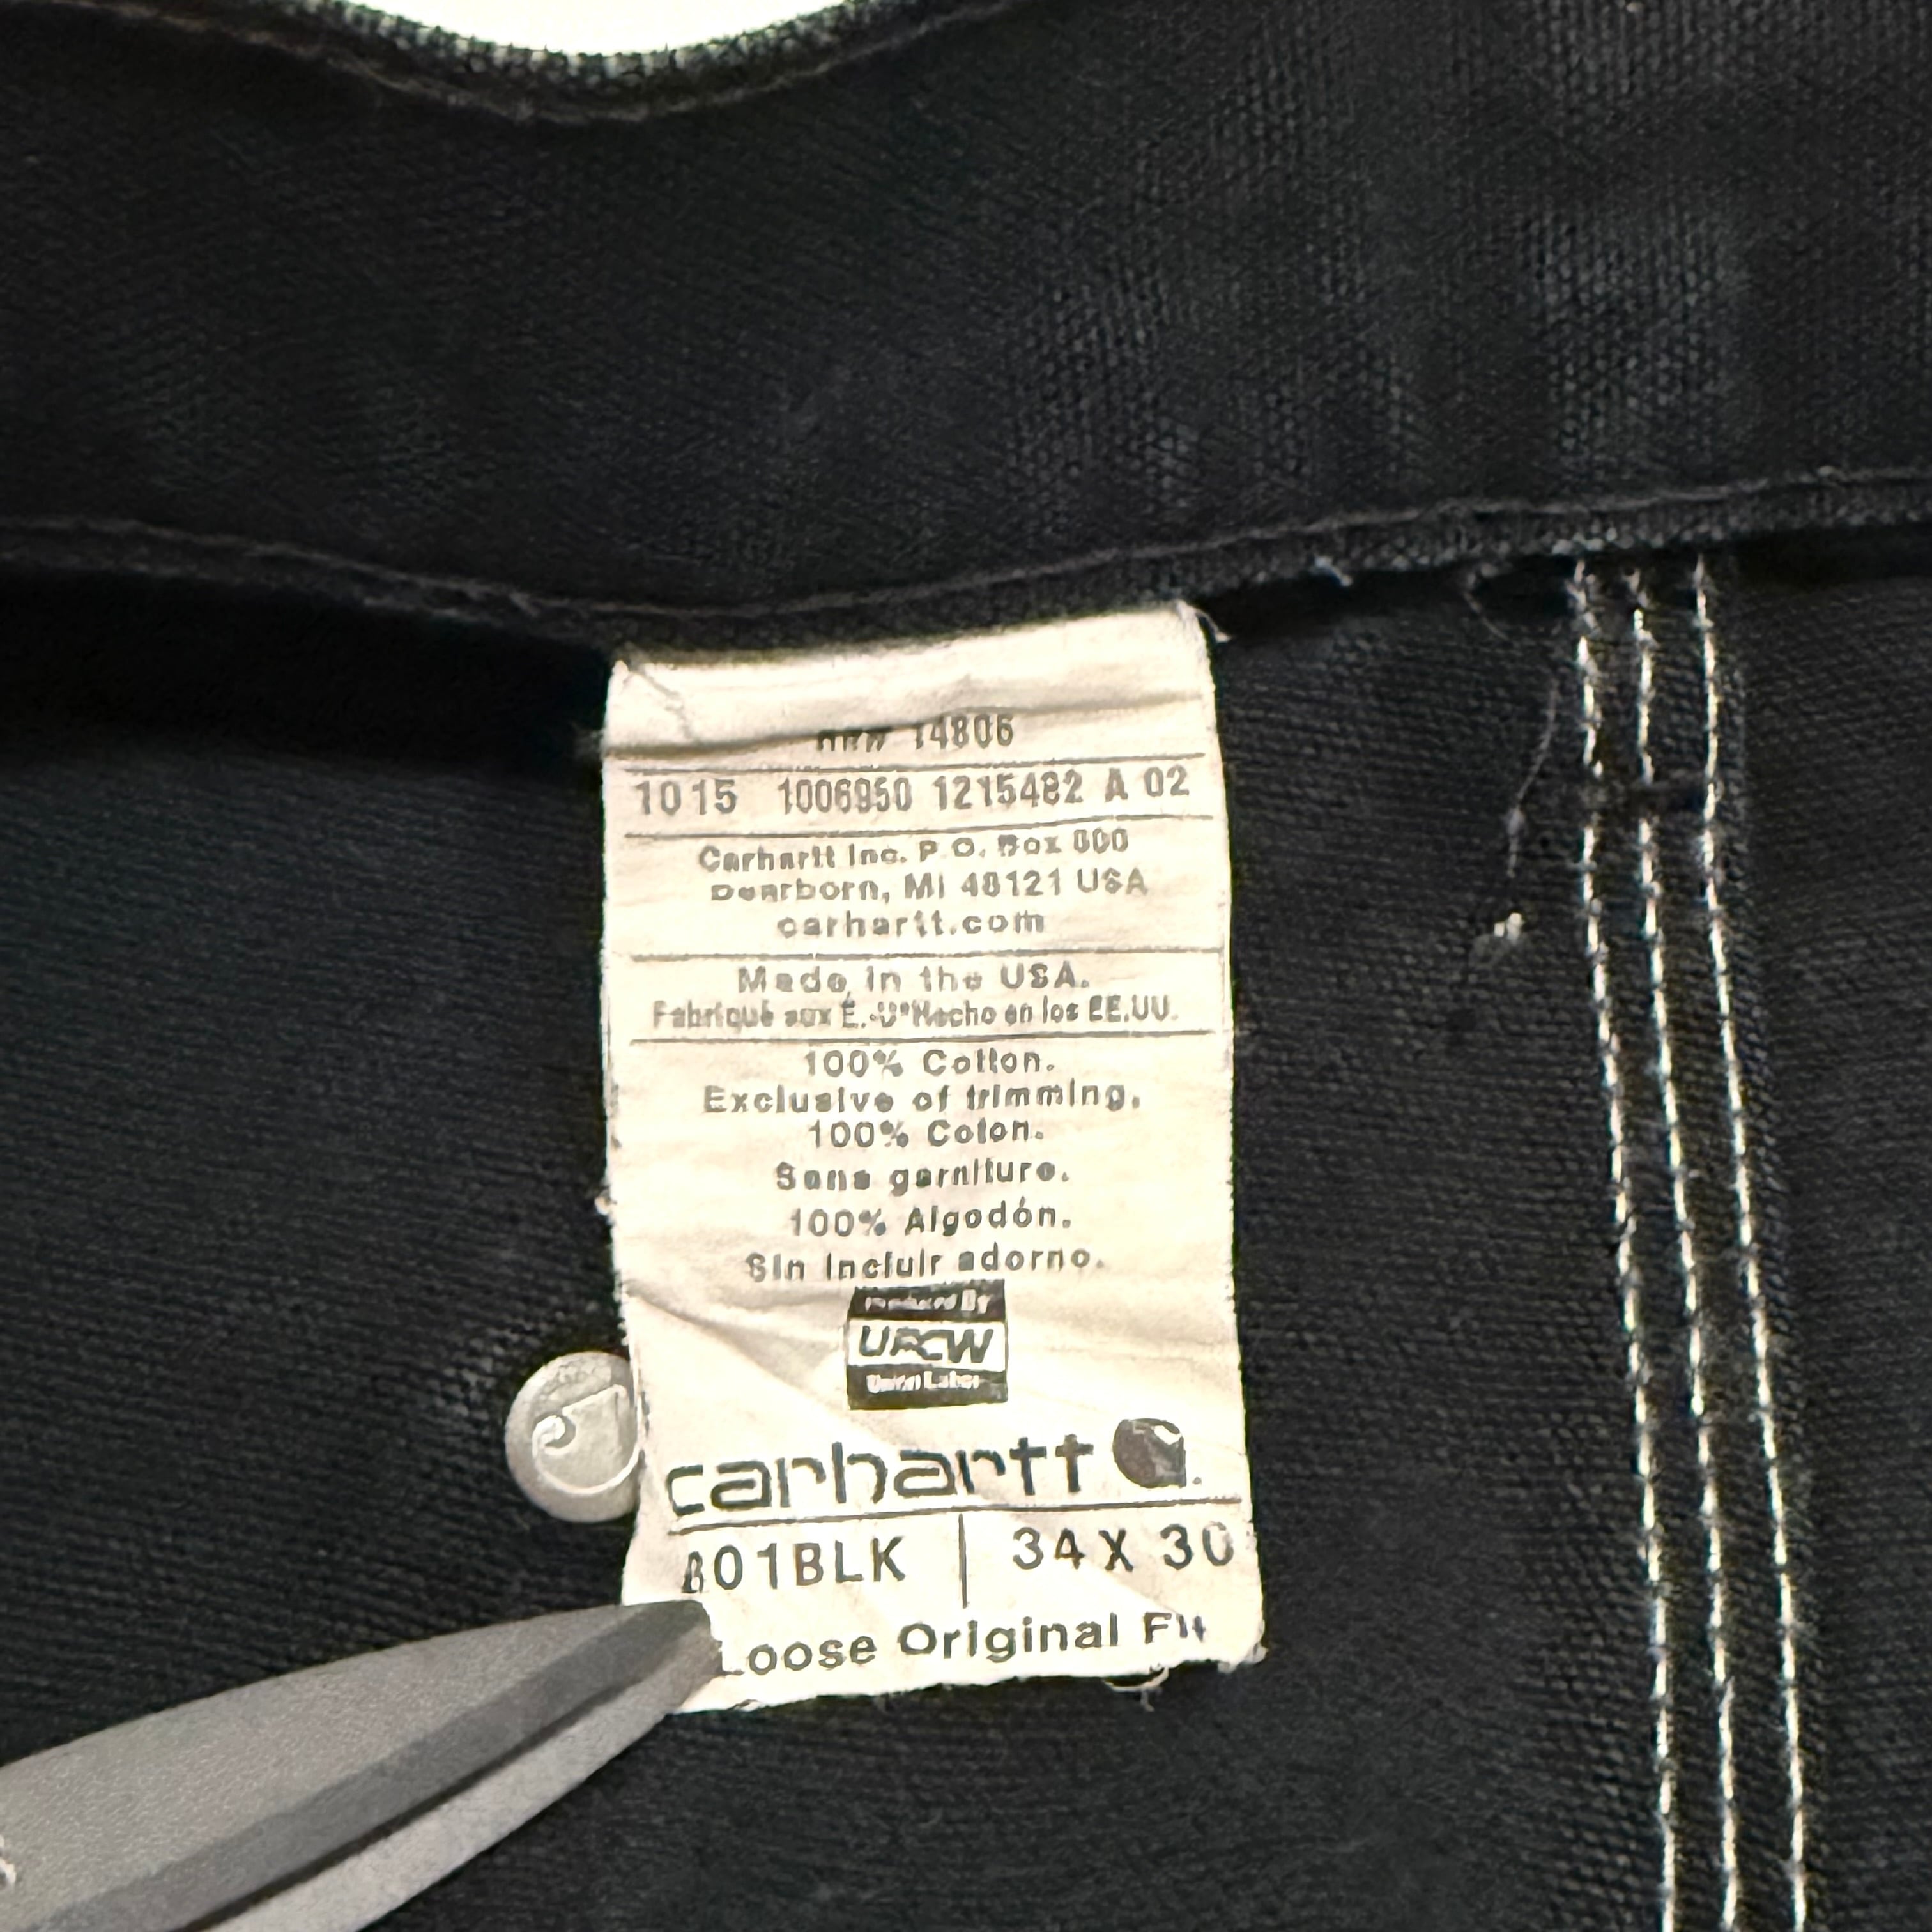 RN# 14806
1015 1006950 1215482 A 02
Carhartt Inc. P.O. Box 600
Dearborn, MI 48121 USA
carhartt.com
Made in the USA.
Fabriqué aux É.-U. Hecho en los EE.UU.
100% Cotton.
Exclusive of trimming.
100% Coton.
Sans garniture.
100% Algodón.
Sin incluir adorno.
Produced By
UFCW
Union Label
carhartt
B01BLK | 34 X 30
Loose Original Fit